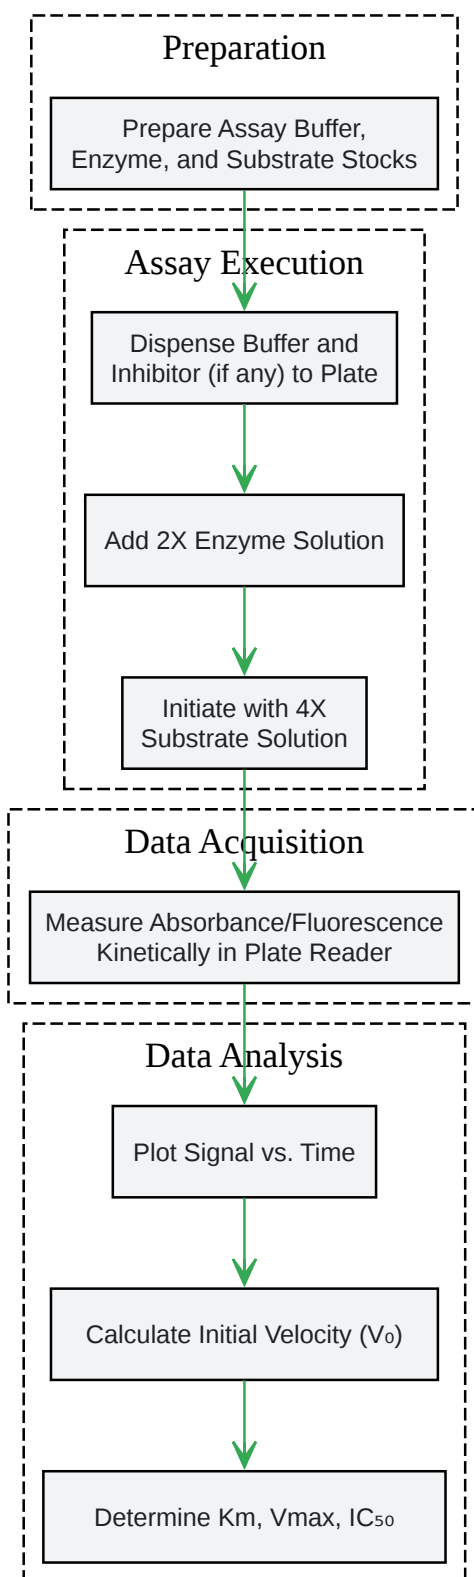 Preparation
Prepare Assay Buffer,
Enzyme, and Substrate Stocks
Assay Execution
Dispense Buffer and
Inhibitor (if any) to Plate
Add 2X Enzyme Solution
Initiate with 4X
Substrate Solution
Data Acquisition
Measure Absorbance/Fluorescence
Kinetically in Plate Reader
Data Analysis
Plot Signal vs. Time
Calculate Initial Velocity (V₀)
Determine Km, Vmax, IC₅₀